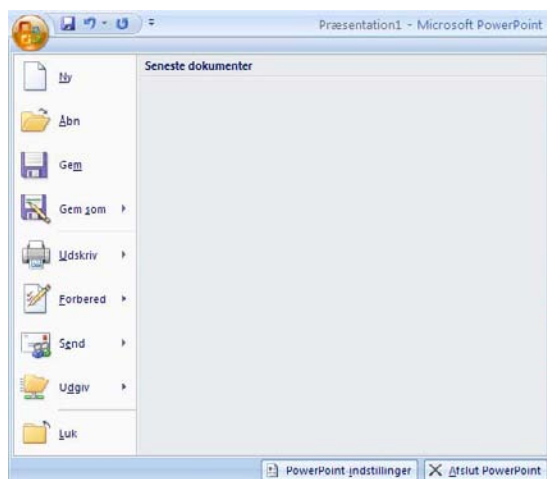 Præsentation1 - Microsoft PowerPoint
Seneste dokumenter
Ny
Åbn
Gem
Gem som
Udskriv
Forbered
Send
Udgiv
Luk
PowerPoint indstillinger
Afslut PowerPoint